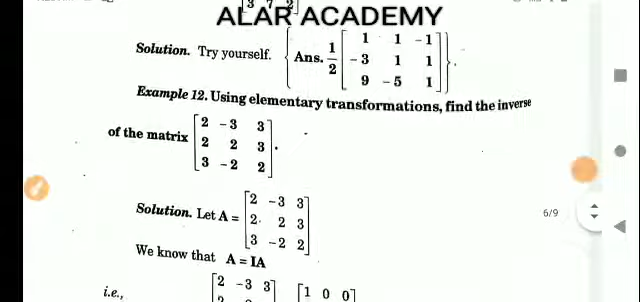 [3 7 2]
ALAR ACADEMY
Solution. Try yourself. { Ans. 1/2 [ 1 1 -1
-3 1 1
9 -5 1 ] }.
Example 12. Using elementary transformations, find the inverse
of the matrix [ 2 -3 3
2 2 3
3 -2 2 ].
Solution. Let A = [ 2 -3 3
2 2 3
3 -2 2 ]
We know that A = IA
i.e., [ 2 -3 3 ] [ 1 0 0 ]
6/9